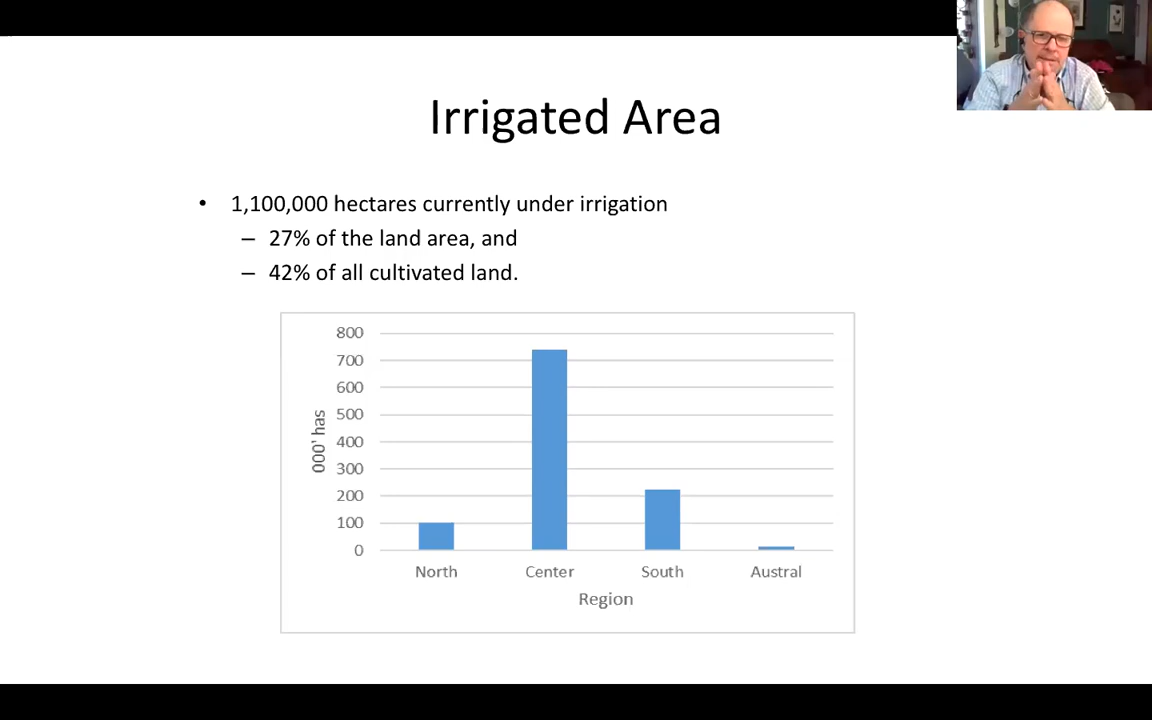 Irrigated Area
• 1,100,000 hectares currently under irrigation
– 27% of the land area, and
– 42% of all cultivated land.
800
700
600
500
400
300
200
100
0
000' has
North Center South Austral
Region